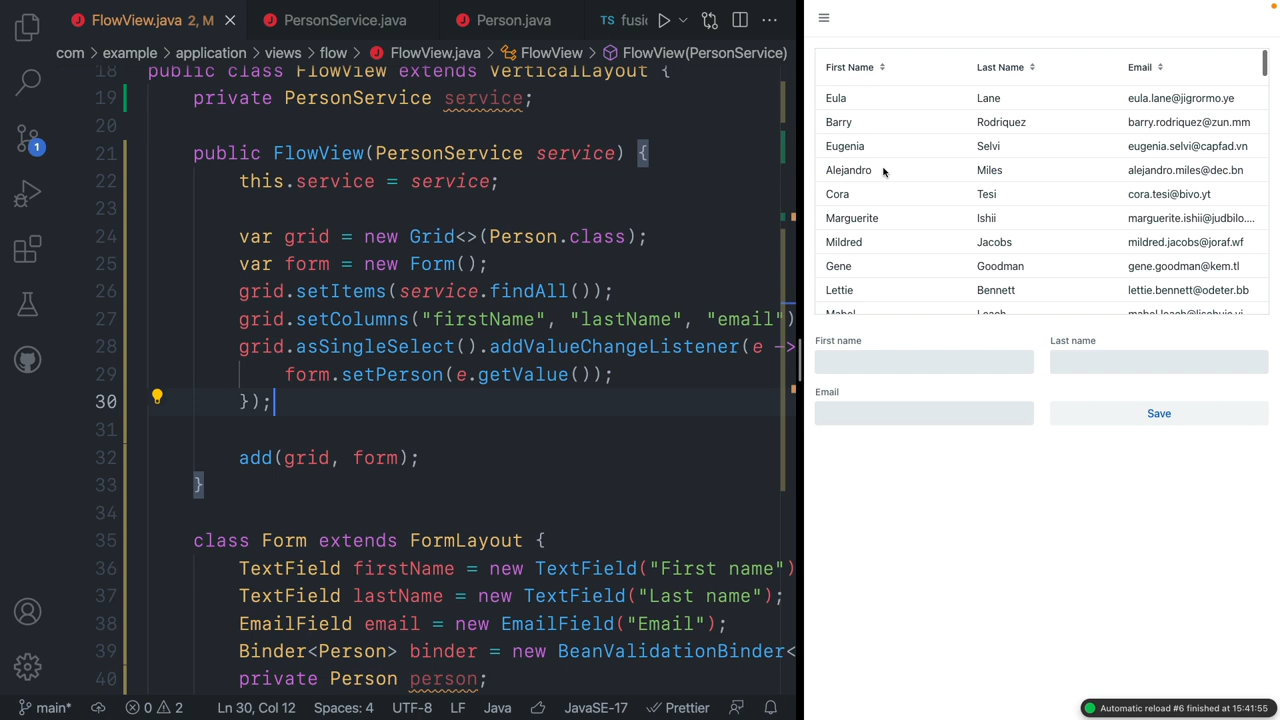 FlowView.java 2, M
PersonService.java
Person.java
TS fusi
com > example > application > views > flow > FlowView.java > FlowView > FlowView(PersonService)
18 public class FlowView extends VerticalLayout {
19 private PersonService service;
20
21 public FlowView(PersonService service) {
22 this.service = service;
23
24 var grid = new Grid<>(Person.class);
25 var form = new Form();
26 grid.setItems(service.findAll());
27 grid.setColumns("firstName", "lastName", "email")
28 grid.asSingleSelect().addValueChangeListener(e ->
29 form.setPerson(e.getValue());
30 });
31
32 add(grid, form);
33 }
34
35 class Form extends FormLayout {
36 TextField firstName = new TextField("First name")
37 TextField lastName = new TextField("Last name");
38 EmailField email = new EmailField("Email");
39 Binder<Person> binder = new BeanValidationBinder<
40 private Person person;
1
main*
0 2
Ln 30, Col 12
Spaces: 4
UTF-8
LF
Java
JavaSE-17
Prettier
First Name Last Name Email
Eula Lane eula.lane@jigrormo.ye
Barry Rodriquez barry.rodriquez@zun.mm
Eugenia Selvi eugenia.selvi@capfad.vn
Alejandro Miles alejandro.miles@dec.bn
Cora Tesi cora.tesi@bivo.yt
Marguerite Ishii marguerite.ishii@judbilo....
Mildred Jacobs mildred.jacobs@joraf.wf
Gene Goodman gene.goodman@kem.tl
Lettie Bennett lettie.bennett@odeter.bb
Mabel Leach
First name
Last name
Email
Save
Automatic reload #6 finished at 15:41:55